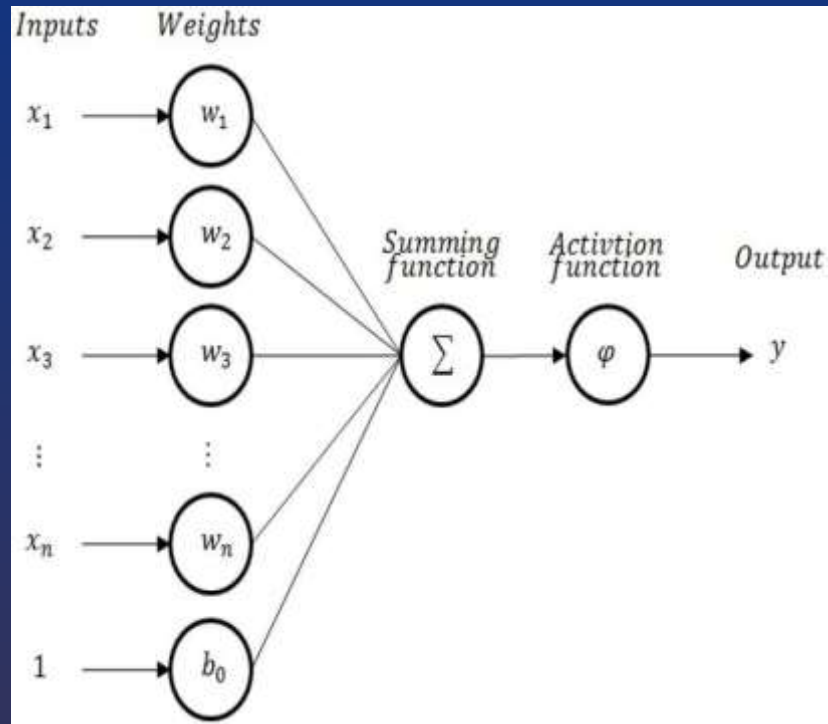 Inputs Weights
x₁ w₁
x₂ w₂
Summing function
Activtion function
Output
x₃ w₃ ∑ φ y
⋮ ⋮
xₙ wₙ
1 b₀